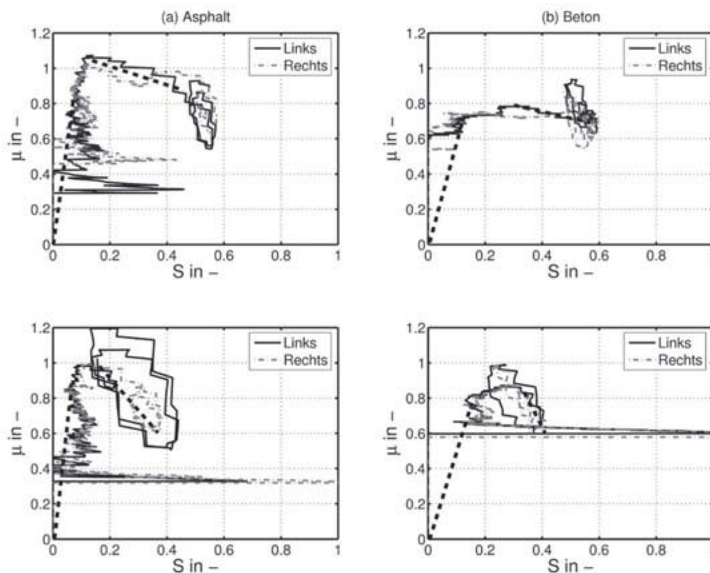 (a) Asphalt
(b) Beton
1.2
1
0.8
0.6
0.4
0.2
0
μ in –
Links
Rechts
0 0.2 0.4 0.6 0.8 1
S in –
1.2
1
0.8
0.6
0.4
0.2
0
μ in –
Links
Rechts
0 0.2 0.4 0.6 0.8
S in –
1.2
1
0.8
0.6
0.4
0.2
0
μ in –
Links
Rechts
0 0.2 0.4 0.6 0.8 1
S in –
1.2
1
0.8
0.6
0.4
0.2
0
μ in –
Links
Rechts
0 0.2 0.4 0.6 0.8
S in –